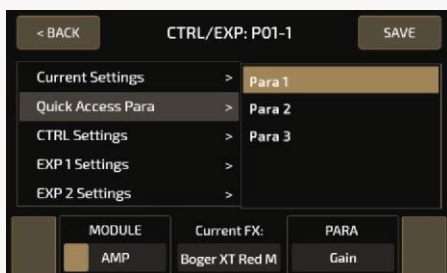 < BACK CTRL/EXP: P01-1 SAVE
Current Settings > Para 1
Quick Access Para > Para 2
CTRL Settings > Para 3
EXP 1 Settings >
EXP 2 Settings >
MODULE Current FX: PARA
AMP Boger XT Red M Gain